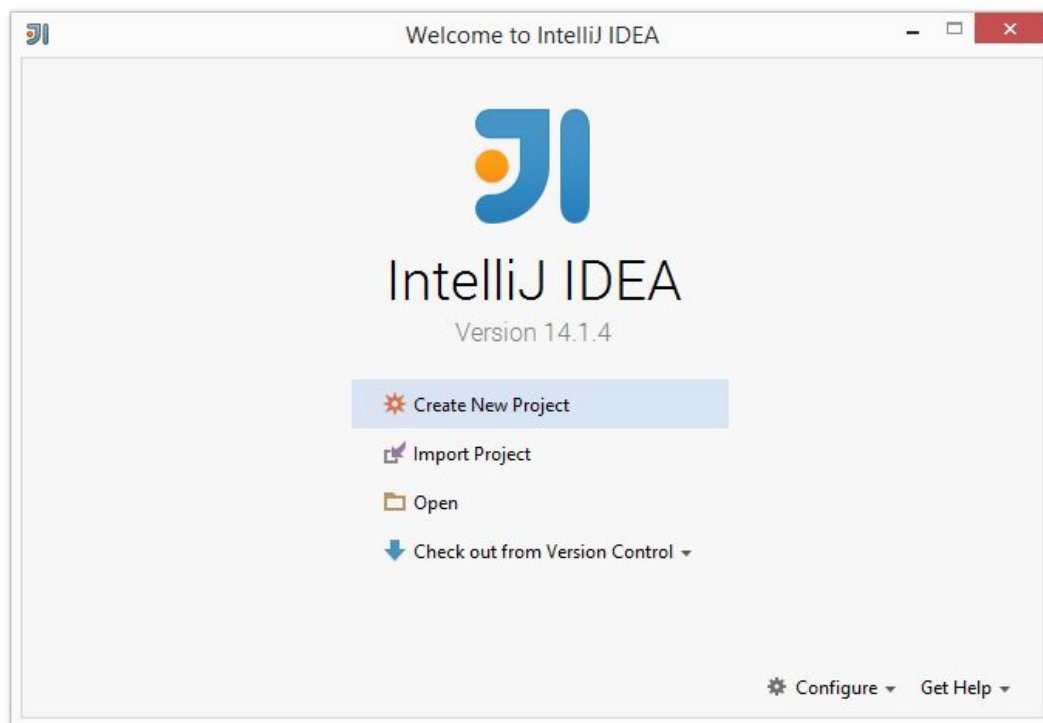 Welcome to IntelliJ IDEA
IntelliJ IDEA
Version 14.1.4
Create New Project
Import Project
Open
Check out from Version Control
Configure
Get Help